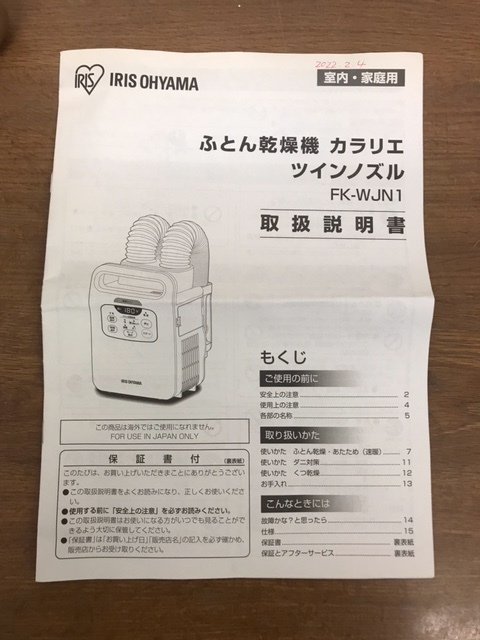 2022 2.4
IRIS IRIS OHYAMA
室内・家庭用
ふとん乾燥機 カラリエ
ツインノズル
FK-WJN1
取扱説明書
IRIS OHYAMA
この商品は海外ではご使用になれません。
FOR USE IN JAPAN ONLY
保証書付(裏表紙)
このたびは、お買い上げいただきまことにありがとうござい
ます。
●この取扱説明書をよくお読みになり、正しくお使いくださ
い。
●使用する前に「安全上の注意」を必ずお読みください。
●この取扱説明書はお使いになる方がいつでも見ることがで
きるよう大切に保管してください。
●「保証書」は「お買い上げ日」「販売店名」の記入を必ず確かめ、
販売店からお受け取りください。
もくじ
ご使用の前に
安全上の注意 2
使用上の注意 4
各部の名称 5
取り扱いかた
使いかた ふとん乾燥・あたため(速暖) 7
使いかた ダニ対策 11
使いかた くつ乾燥 12
お手入れ 13
こんなときには
故障かな?と思ったら 14
仕様 15
保証書 裏表紙
保証とアフターサービス 裏表紙